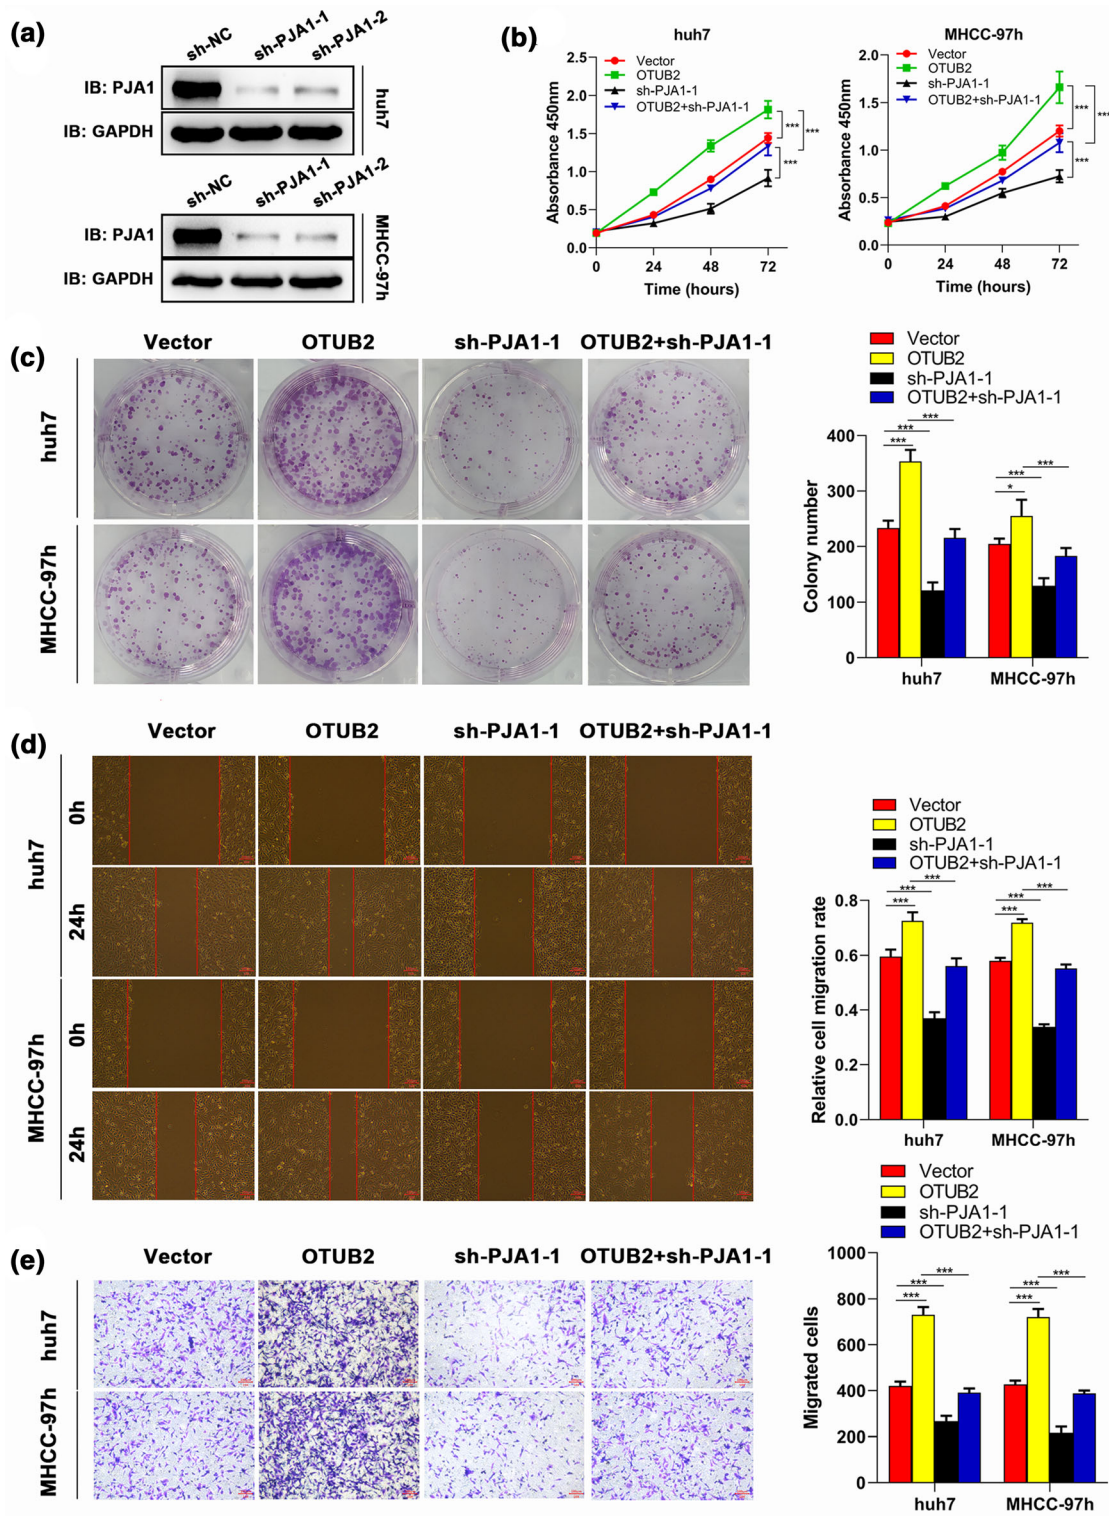 (a)
sh-NC
sh-PJA1-1
sh-PJA1-2
IB: PJA1
IB: GAPDH
huh7
sh-NC
sh-PJA1-1
sh-PJA1-2
IB: PJA1
IB: GAPDH
MHCC-97h
(b)
huh7
Absorbance 450nm
2.5
2.0
1.5
1.0
0.5
0.0
Vector
OTUB2
sh-PJA1-1
OTUB2+sh-PJA1-1
***
***
***
0 24 48 72
Time (hours)
MHCC-97h
Absorbance 450nm
2.0
1.5
1.0
0.5
0.0
Vector
OTUB2
sh-PJA1-1
OTUB2+sh-PJA1-1
***
***
***
0 24 48 72
Time (hours)
(c)
Vector OTUB2 sh-PJA1-1 OTUB2+sh-PJA1-1
huh7
MHCC-97h
Vector
OTUB2
sh-PJA1-1
OTUB2+sh-PJA1-1
Colony number
400
300
200
100
0
***
***
***
***
***
*
huh7 MHCC-97h
(d)
Vector OTUB2 sh-PJA1-1 OTUB2+sh-PJA1-1
huh7
0h
24h
MHCC-97h
0h
24h
Vector
OTUB2
sh-PJA1-1
OTUB2+sh-PJA1-1
Relative cell migration rate
0.8
0.6
0.4
0.2
0.0
***
***
***
***
***
***
huh7 MHCC-97h
(e)
Vector OTUB2 sh-PJA1-1 OTUB2+sh-PJA1-1
huh7
MHCC-97h
Vector
OTUB2
sh-PJA1-1
OTUB2+sh-PJA1-1
Migrated cells
1000
800
600
400
200
0
***
***
***
***
***
***
huh7 MHCC-97h